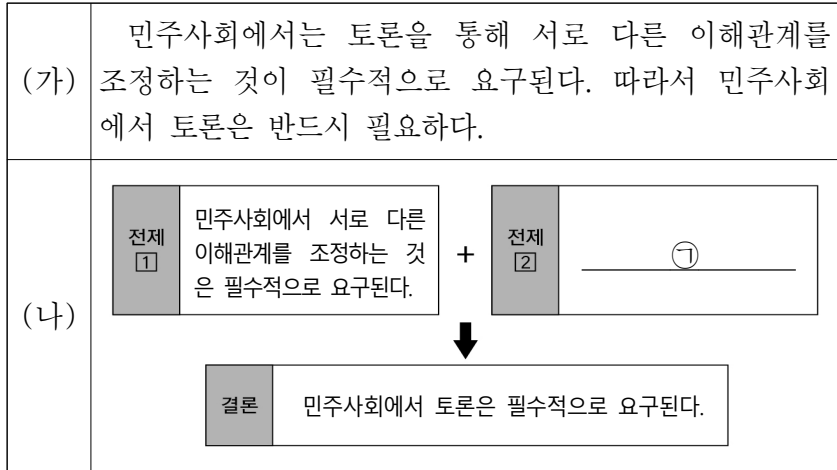 (가)
민주사회에서는 토론을 통해 서로 다른 이해관계를
조정하는 것이 필수적으로 요구된다. 따라서 민주사회
에서 토론은 반드시 필요하다.
(나)
전제
1
민주사회에서 서로 다른
이해관계를 조정하는 것
은 필수적으로 요구된다.
+
전제
2
㉠
결론
민주사회에서 토론은 필수적으로 요구된다.